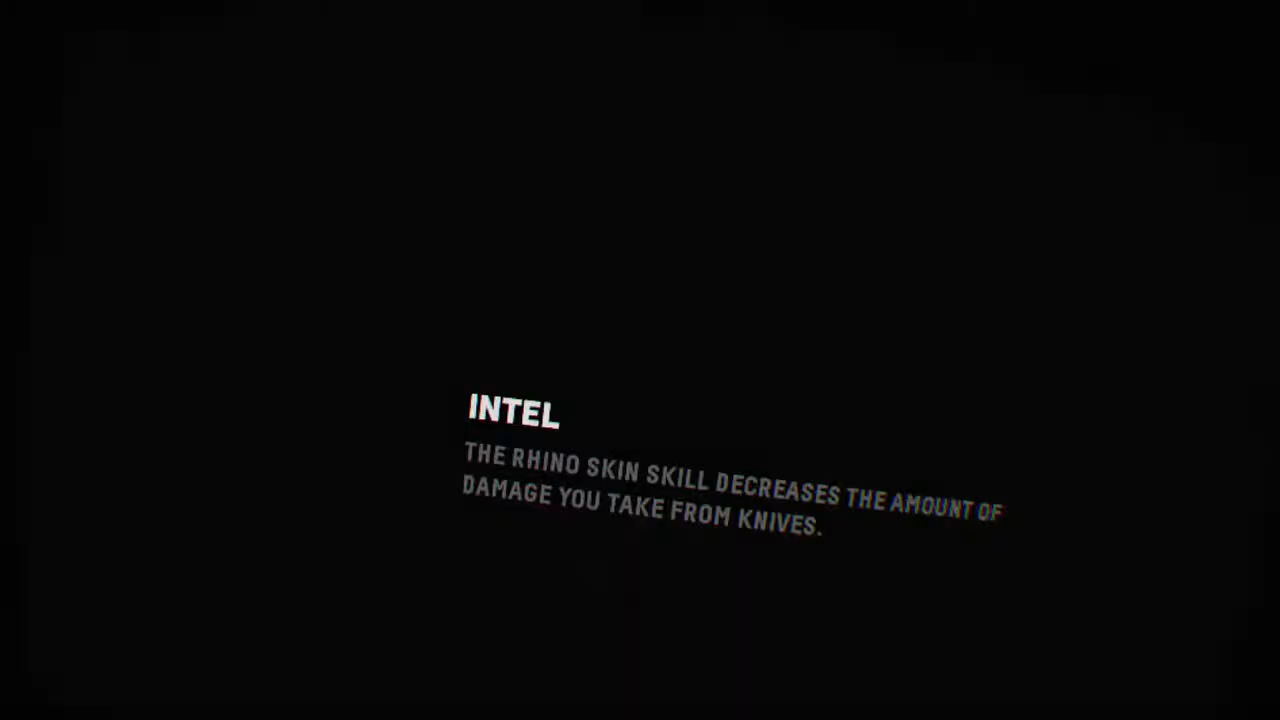 INTEL
THE RHINO SKIN SKILL DECREASES THE AMOUNT OF
DAMAGE YOU TAKE FROM KNIVES.